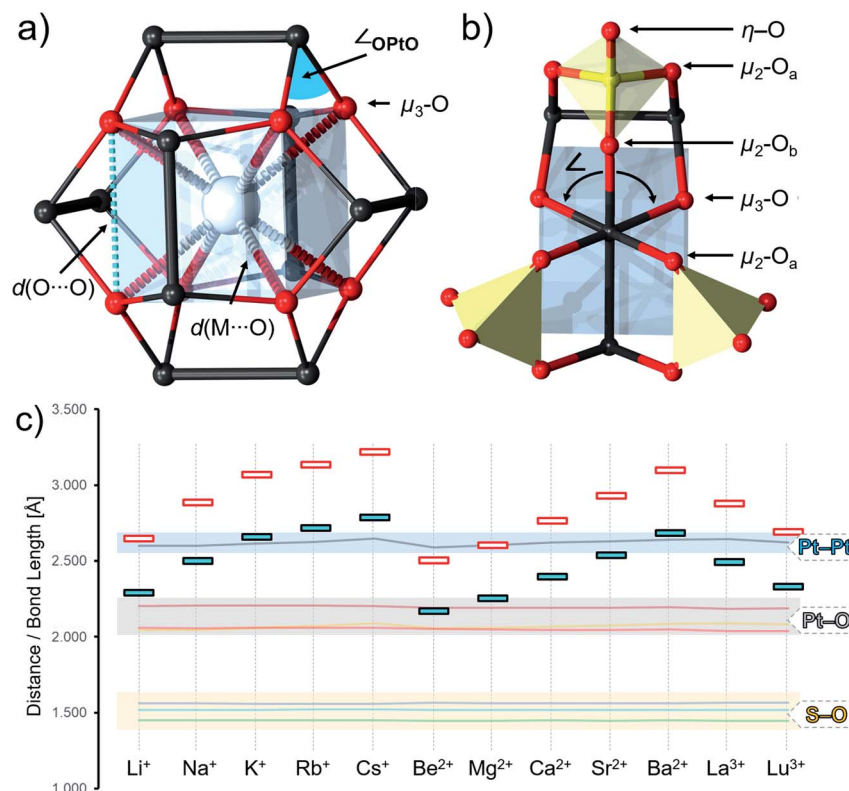 a)
∠OPtO
μ3-O
d(O···O)
d(M···O)
b)
η–O
μ2-Oa
μ2-Ob
∠
μ3-O
μ2-Oa
c)
Distance / Bond Length [Å]
3.500
3.000
2.500
2.000
1.500
1.000
Pt–Pt
Pt–O
S–O
Li⁺ Na⁺ K⁺ Rb⁺ Cs⁺ Be²⁺ Mg²⁺ Ca²⁺ Sr²⁺ Ba²⁺ La³⁺ Lu³⁺